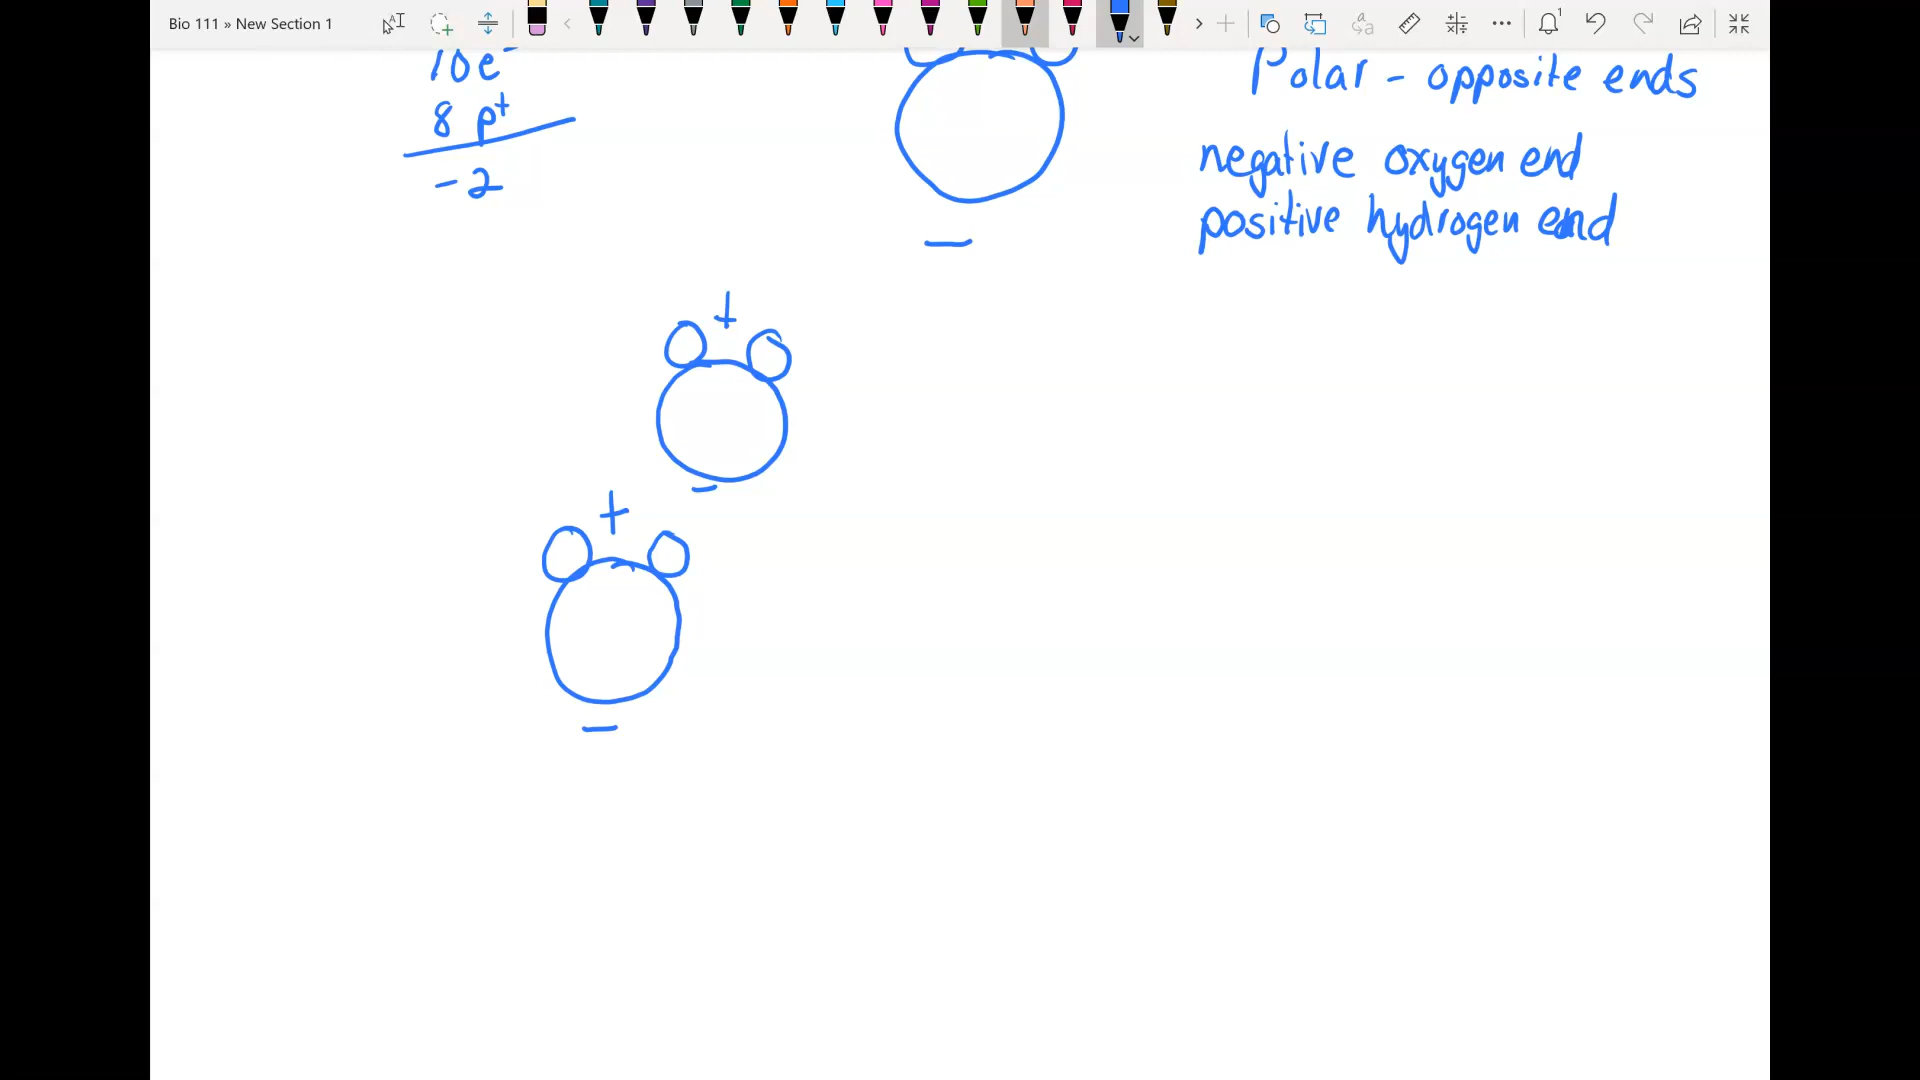 Bio 111 » New Section 1
10e⁻
8 p⁺
-2
Polar - opposite ends
negative oxygen end
positive hydrogen end
+
−
+
−
−